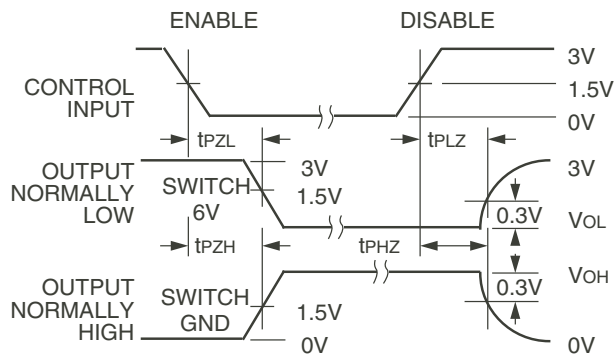 ENABLE
DISABLE
CONTROL
INPUT
3V
1.5V
0V
tPZL
tPLZ
OUTPUT
NORMALLY
LOW
SWITCH
6V
3V
1.5V
3V
0.3V
VOL
tPZH
tPHZ
OUTPUT
NORMALLY
HIGH
SWITCH
GND
1.5V
0V
0.3V
VOH
0V